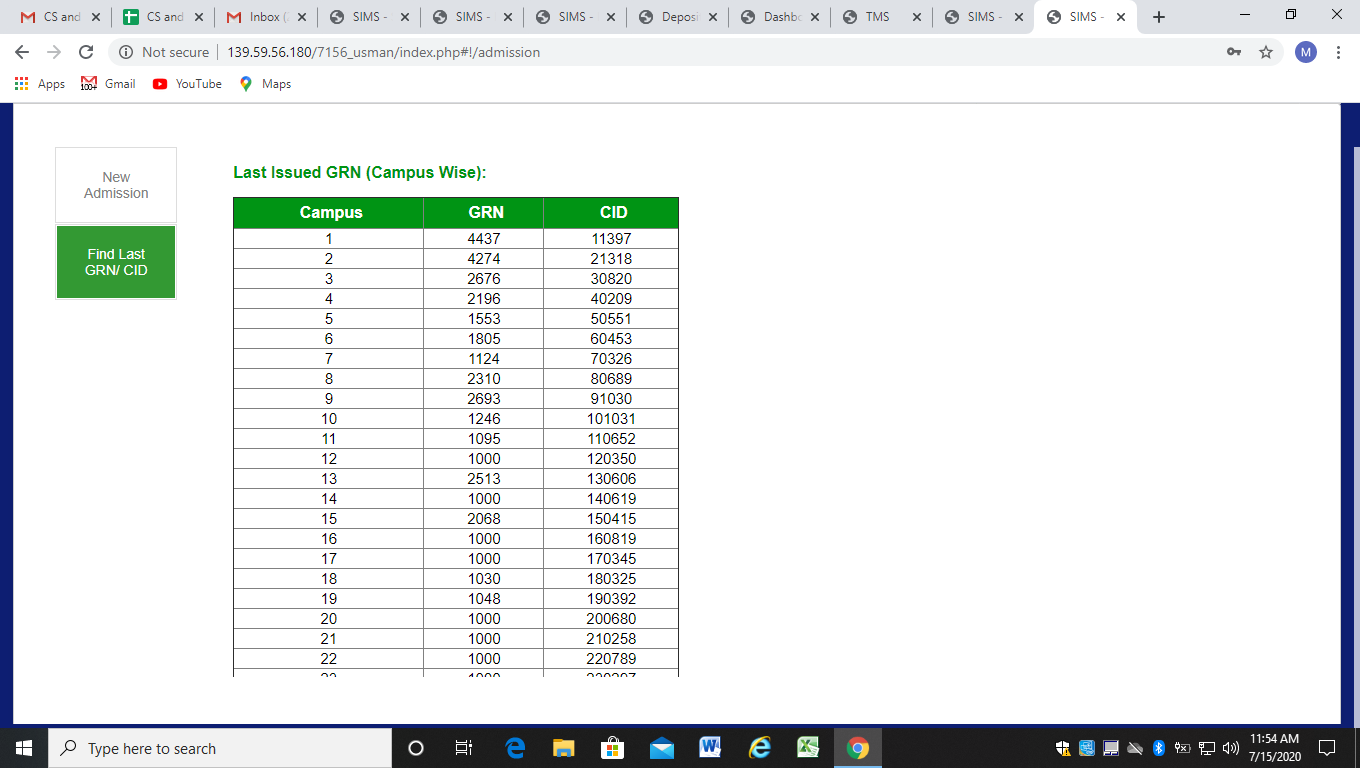 CS and CS and Inbox ( SIMS - SIMS - SIMS - Deposi Dashbo TMS SIMS - SIMS -
Not secure 139.59.56.180/7156_usman/index.php#!/admission M
Apps 100+ Gmail YouTube Maps
New
Admission
Find Last
GRN/ CID
Last Issued GRN (Campus Wise):
Campus GRN CID
1 4437 11397
2 4274 21318
3 2676 30820
4 2196 40209
5 1553 50551
6 1805 60453
7 1124 70326
8 2310 80689
9 2693 91030
10 1246 101031
11 1095 110652
12 1000 120350
13 2513 130606
14 1000 140619
15 2068 150415
16 1000 160819
17 1000 170345
18 1030 180325
19 1048 190392
20 1000 200680
21 1000 210258
22 1000 220789
Type here to search
11:54 AM
7/15/2020